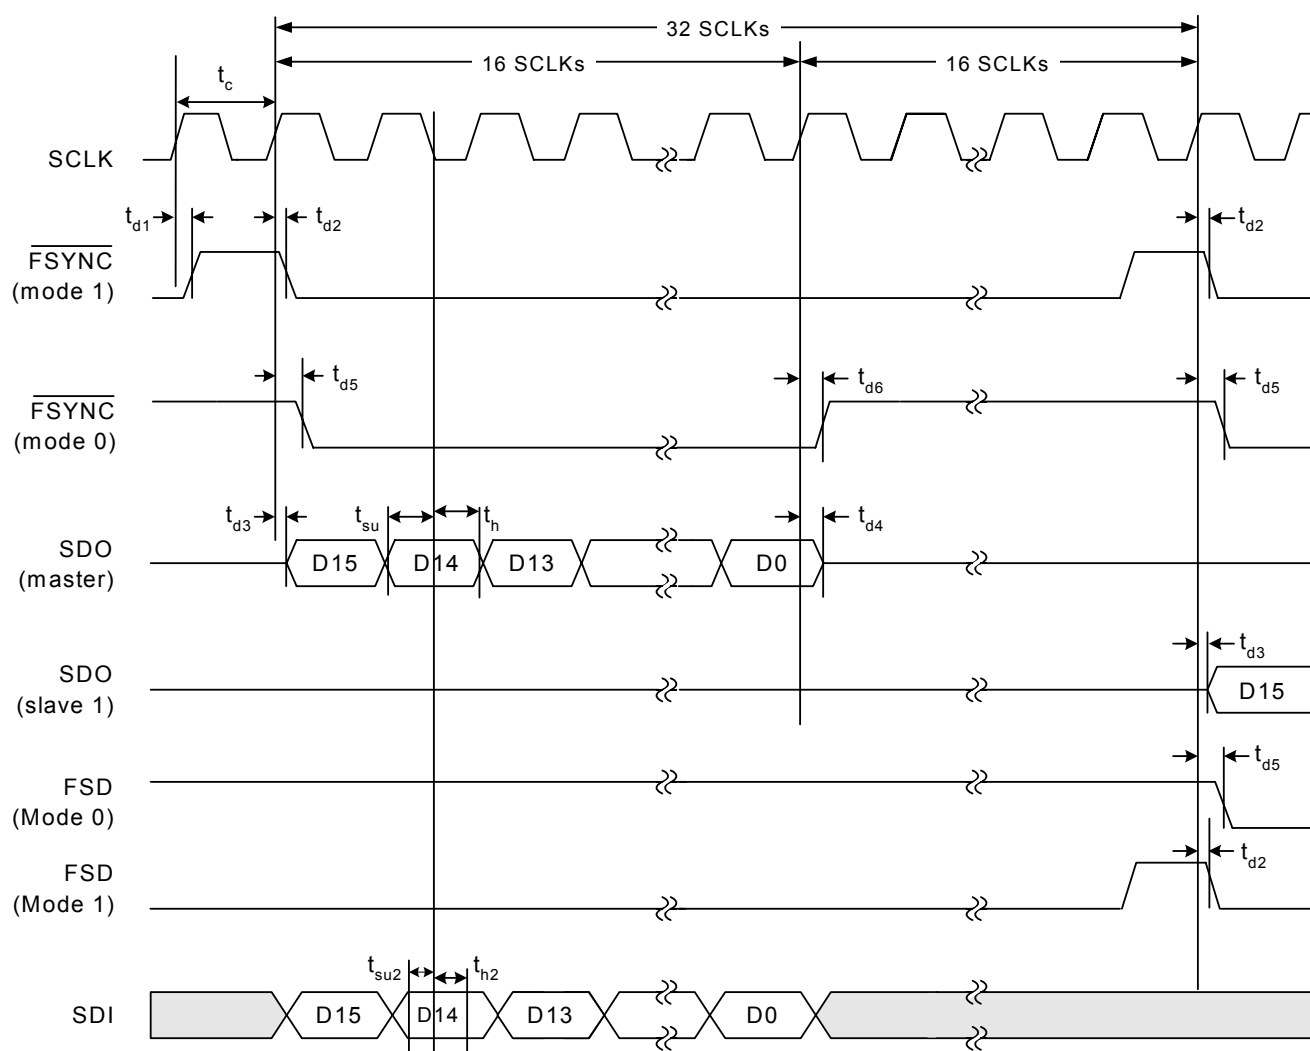 32 SCLKs
16 SCLKs 16 SCLKs
tc
SCLK
td1 td2 td2
FSYNC
(mode 1)
td5 td6 td5
FSYNC
(mode 0)
td3 tsu th td4
SDO
(master)
D15 D14 D13 D0
td3
SDO
(slave 1)
D15
td5
FSD
(Mode 0)
td2
FSD
(Mode 1)
tsu2 th2
SDI D15 D14 D13 D0